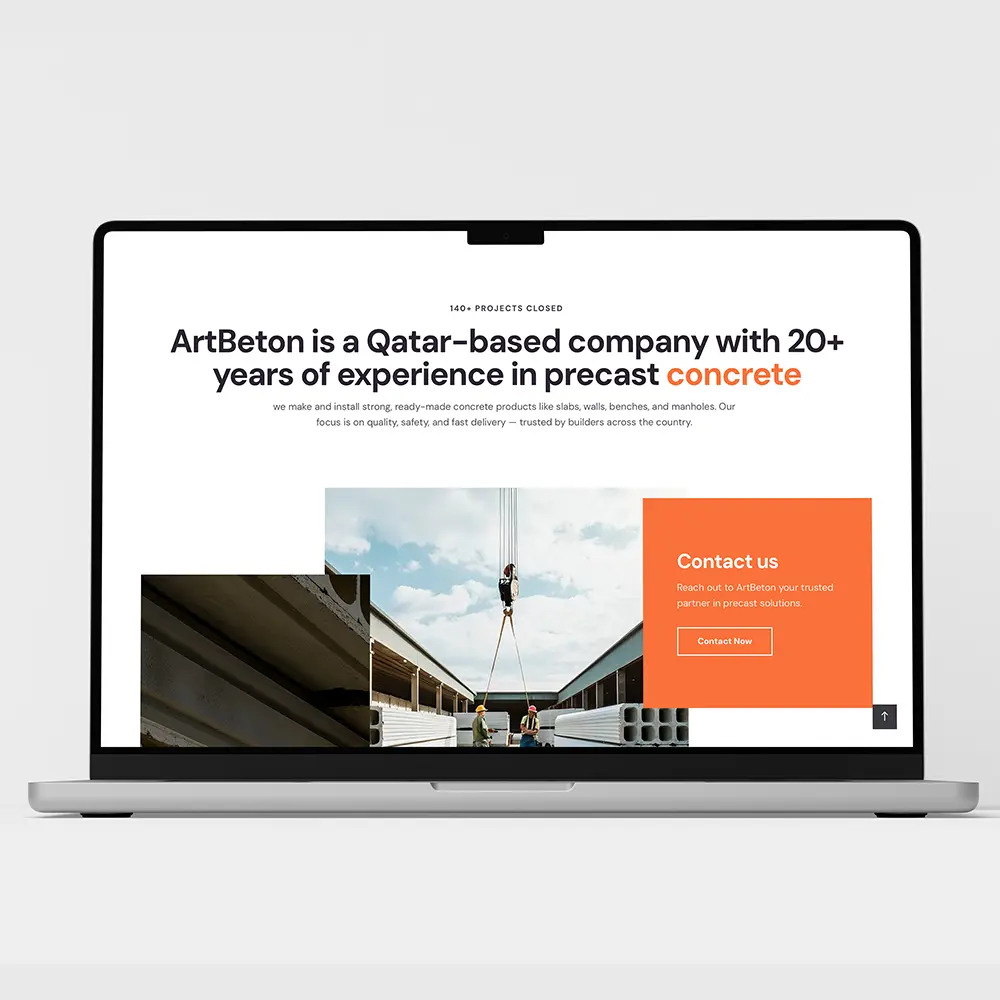 140+ PROJECTS CLOSED
ArtBeton is a Qatar-based company with 20+
years of experience in precast concrete
we make and install strong, ready-made concrete products like slabs, walls, benches, and manholes. Our
focus is on quality, safety, and fast delivery — trusted by builders across the country.
Contact us
Reach out to ArtBeton your trusted
partner in precast solutions.
Contact Now